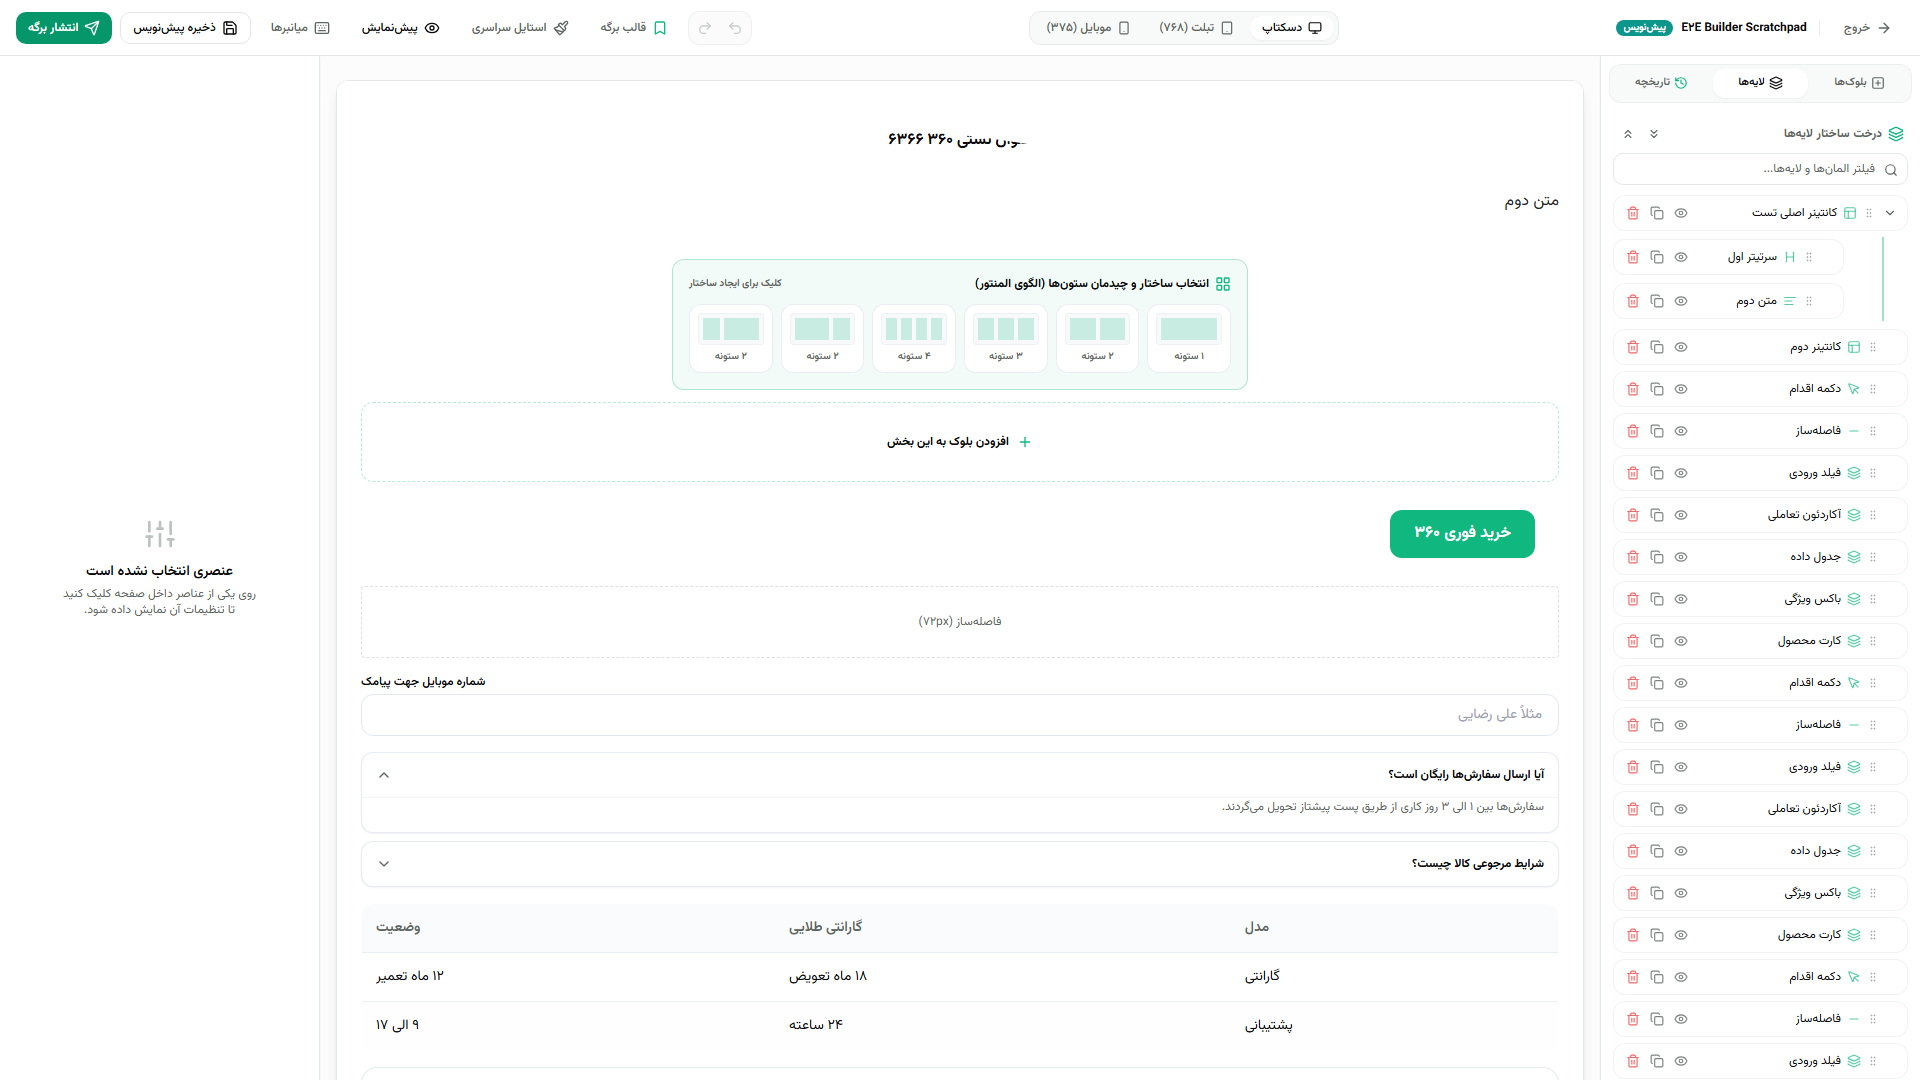 خروج
E2E Builder Scratchpad
پیش‌نویس
دسکتاپ
تبلت (۷۶۸)
موبایل (۳۷۵)
قالب برگه
استایل سراسری
پیش‌نمایش
میانبرها
ذخیره پیش‌نویس
انتشار برگه
بلوک‌ها
لایه‌ها
تاریخچه
درخت ساختار لایه‌ها
فیلتر المان‌ها و لایه‌ها...
کانتینر اصلی تست
سرتیتر اول
متن دوم
کانتینر دوم
دکمه اقدام
فاصله‌ساز
فیلد ورودی
آکاردئون تعاملی
جدول داده
باکس ویژگی
کارت محصول
دکمه اقدام
فاصله‌ساز
فیلد ورودی
آکاردئون تعاملی
جدول داده
باکس ویژگی
کارت محصول
دکمه اقدام
فاصله‌ساز
فیلد ورودی
تستی ۳۶۰ ۶۳۶۶
متن دوم
انتخاب ساختار و چیدمان ستون‌ها (الگوی المنتور)
کلیک برای ایجاد ساختار
۱ ستونه
۲ ستونه
۳ ستونه
۴ ستونه
۲ ستونه
۲ ستونه
افزودن بلوک به این بخش
خرید فوری ۳۶۰
فاصله‌ساز (۷۲px)
شماره موبایل جهت پیامک
مثلاً علی رضایی
آیا ارسال سفارش‌ها رایگان است؟
سفارش‌ها بین ۱ الی ۳ روز کاری از طریق پست پیشتاز تحویل می‌گردند.
شرایط مرجوعی کالا چیست؟
مدل
گارانتی طلایی
وضعیت
گارانتی
۱۸ ماه تعویض
۱۲ ماه تعمیر
پشتیبانی
۲۴ ساعته
۹ الی ۱۷
عنصری انتخاب نشده است
روی یکی از عناصر داخل صفحه کلیک کنید
تا تنظیمات آن نمایش داده شود.